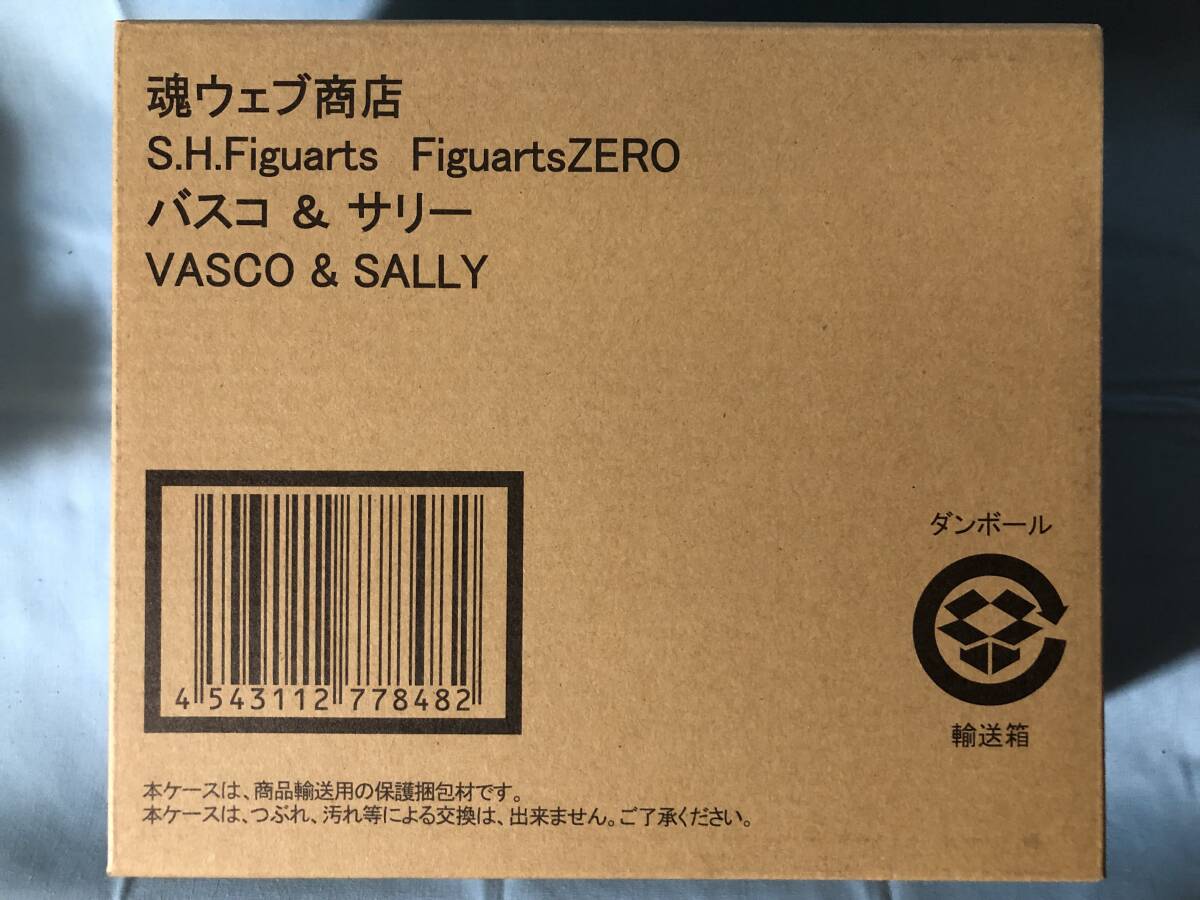 魂ウェブ商店
S.H.Figuarts FiguartsZERO
バスコ & サリー
VASCO & SALLY
4 543112 778482
ダンボール
輸送箱
本ケースは、商品輸送用の保護捆包材です。
本ケースは、つぶれ、汚れ等による交換は、出来ません。ご了承ください。